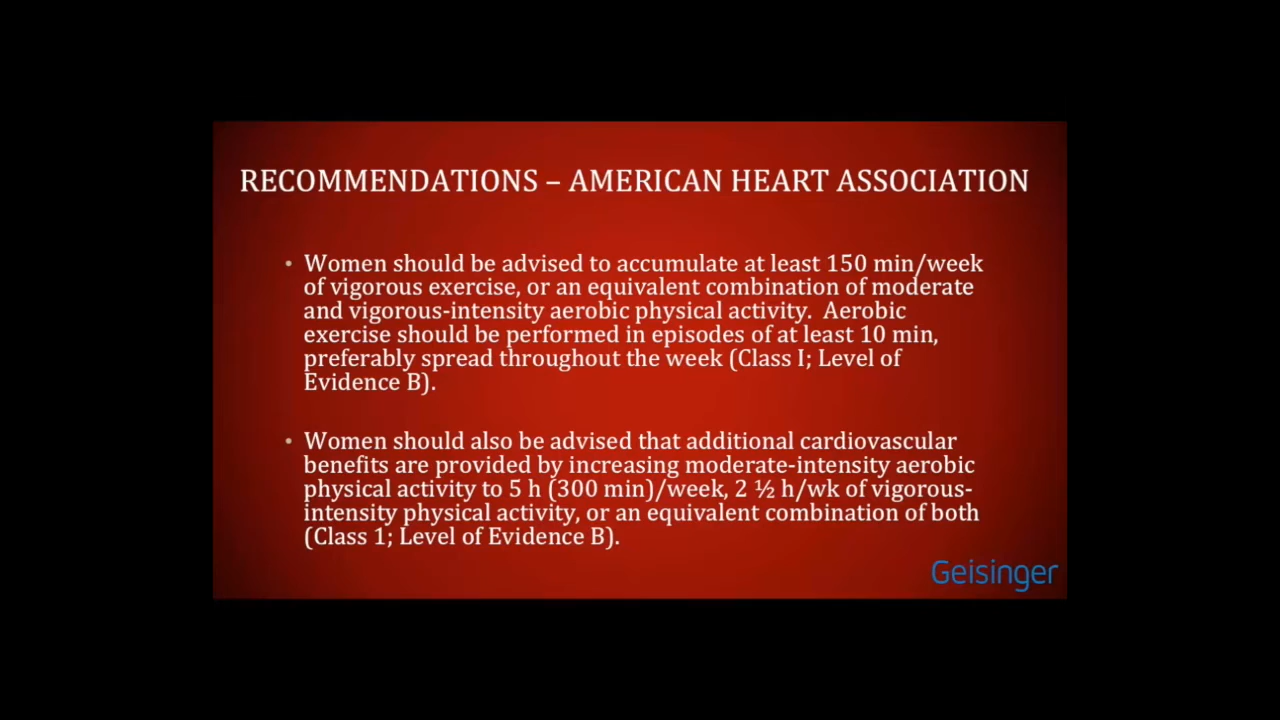 RECOMMENDATIONS – AMERICAN HEART ASSOCIATION
• Women should be advised to accumulate at least 150 min/week
of vigorous exercise, or an equivalent combination of moderate
and vigorous-intensity aerobic physical activity.  Aerobic
exercise should be performed in episodes of at least 10 min,
preferably spread throughout the week (Class I; Level of
Evidence B).
• Women should also be advised that additional cardiovascular
benefits are provided by increasing moderate-intensity aerobic
physical activity to 5 h (300 min)/week, 2 ½ h/wk of vigorous-
intensity physical activity, or an equivalent combination of both
(Class 1; Level of Evidence B).
Geisinger